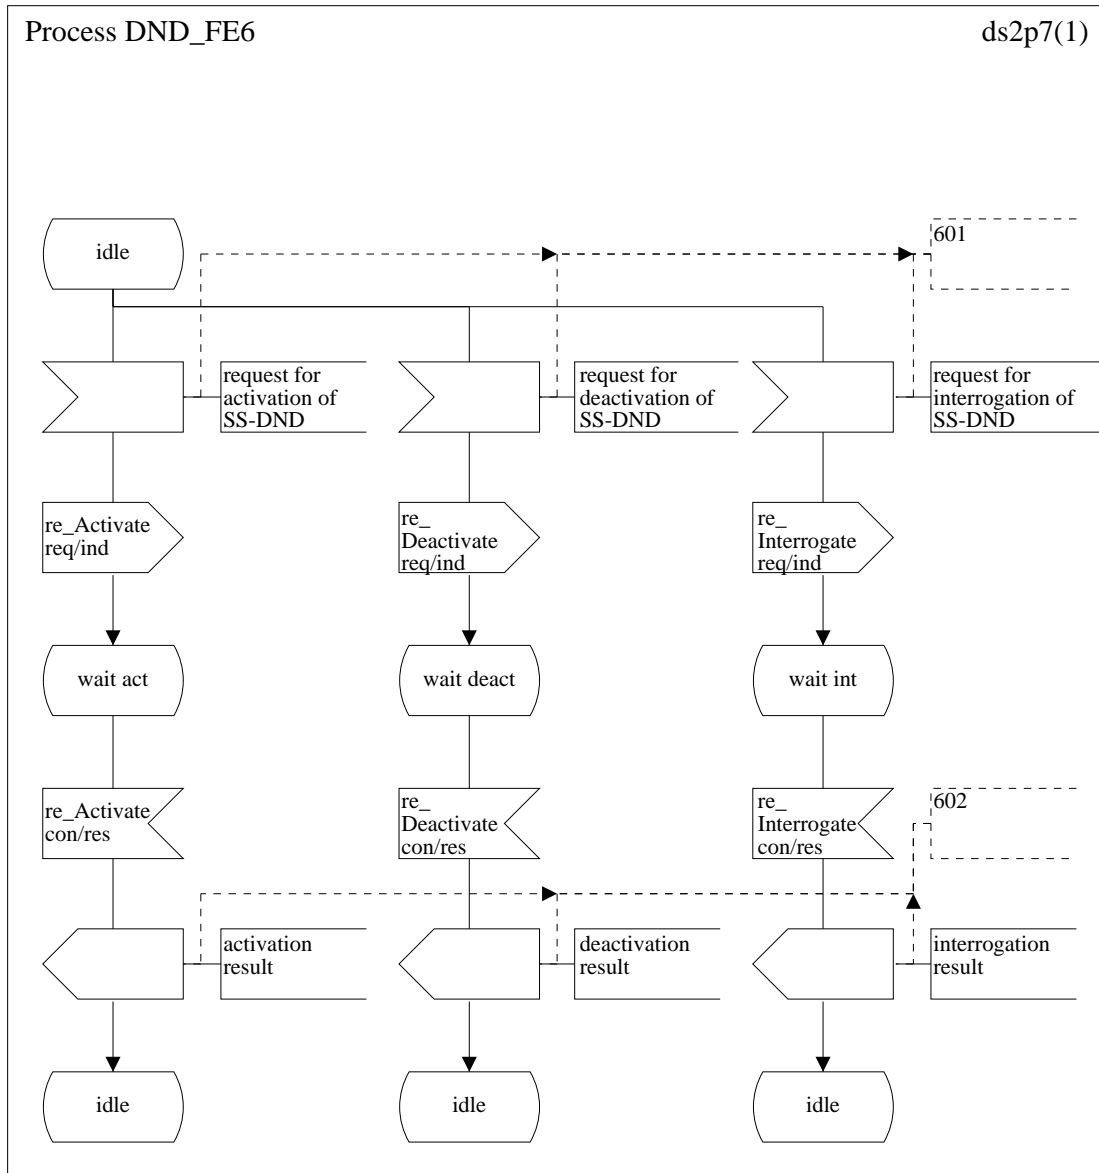 Process DND_FE6
ds2p7(1)
idle
601
request for
activation of
SS-DND
request for
deactivation of
SS-DND
request for
interrogation of
SS-DND
re_Activate
req/ind
re_
Deactivate
req/ind
re_
Interrogate
req/ind
wait act
wait deact
wait int
re_Activate
con/res
re_
Deactivate
con/res
re_
Interrogate
con/res
602
activation
result
deactivation
result
interrogation
result
idle
idle
idle